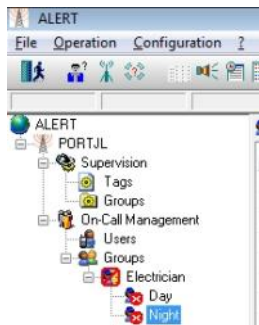 ALERT
File Operation Configuration ?
ALERT
PORTJL
Supervision
Tags
Groups
On-Call Management
Users
Groups
Electrician
Day
Night